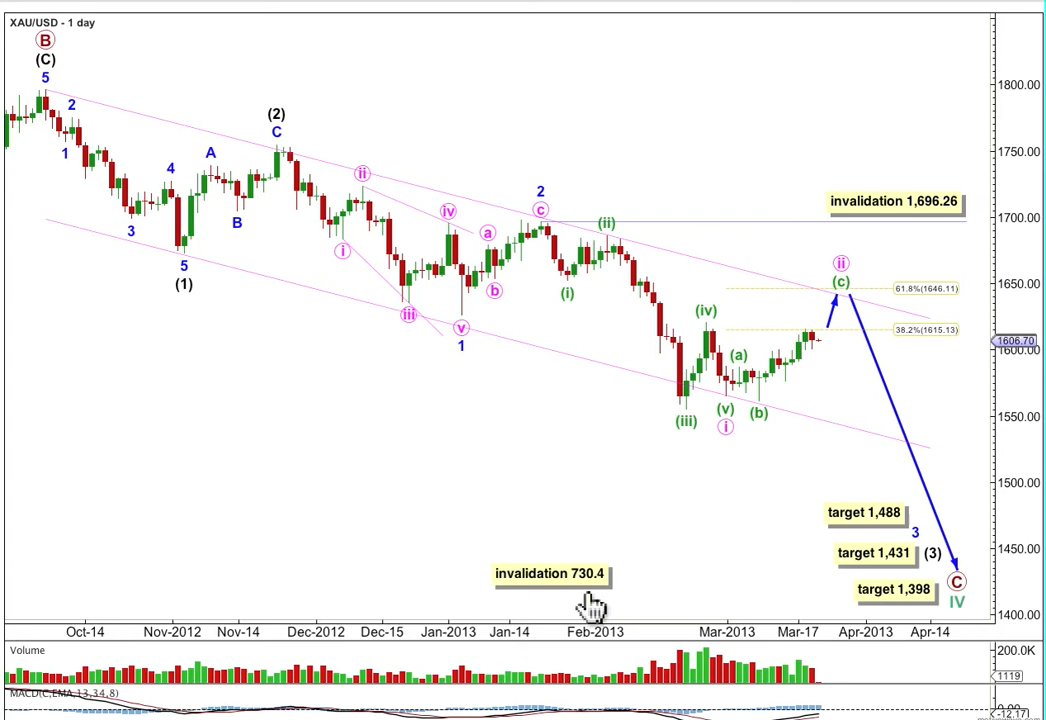 XAU/USD - 1 day
B
(C)
5
2
1
3
4
5
(1)
A
B
(2)
C
i
ii
iii
iv
v
1
a
b
2
c
(i)
(ii)
(iii)
(iv)
(v)
i
(a)
(b)
ii
(c)
invalidation 1,696.26
61.8%(1646.11)
38.2%(1615.13)
target 1,488
3
target 1,431
(3)
target 1,398
C
IV
invalidation 730.4
1800.00
1750.00
1700.00
1650.00
1606.70
1600.00
1550.00
1500.00
1450.00
1400.00
Oct-14
Nov-2012
Nov-14
Dec-2012
Dec-15
Jan-2013
Jan-14
Feb-2013
Mar-2013
Mar-17
Apr-2013
Apr-14
Volume
200.0K
1119
MACD(C,EMA,13,34,8)
0.00
-12.17